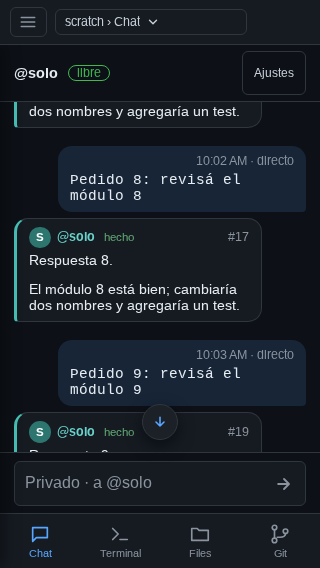 scratch › Chat
@solo libre Ajustes
dos nombres y agregaría un test.
10:02 AM · directo
Pedido 8: revisá el
módulo 8
S @solo hecho #17
Respuesta 8.
El módulo 8 está bien; cambiaría
dos nombres y agregaría un test.
10:03 AM · directo
Pedido 9: revisá el
módulo 9
S @solo hecho #19
Privado · a @solo
Chat Terminal Files Git